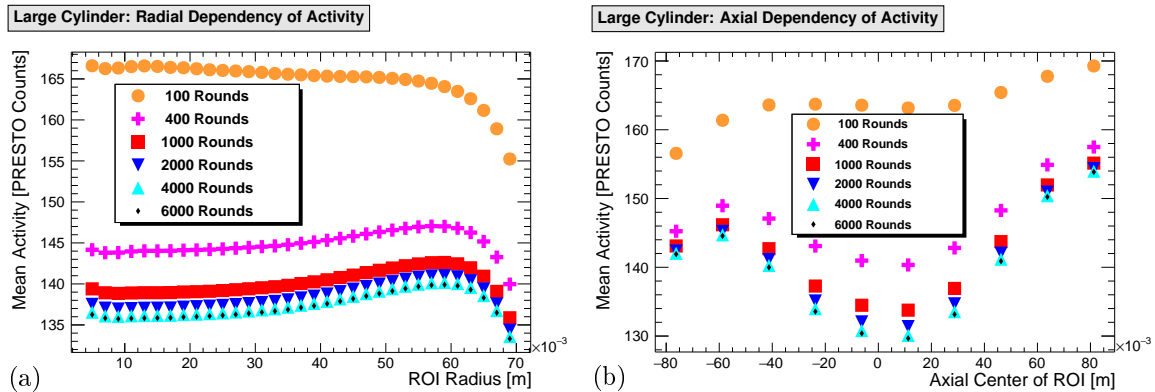 Large Cylinder: Radial Dependency of Activity
Mean Activity [PRESTO Counts]
165
160
155
150
145
140
135
100 Rounds
400 Rounds
1000 Rounds
2000 Rounds
4000 Rounds
6000 Rounds
0 10 20 30 40 50 60 70
×10⁻³
ROI Radius [m]
(a)
Large Cylinder: Axial Dependency of Activity
Mean Activity [PRESTO Counts]
170
160
150
140
130
100 Rounds
400 Rounds
1000 Rounds
2000 Rounds
4000 Rounds
6000 Rounds
−80 −60 −40 −20 0 20 40 60 80
×10⁻³
Axial Center of ROI [m]
(b)